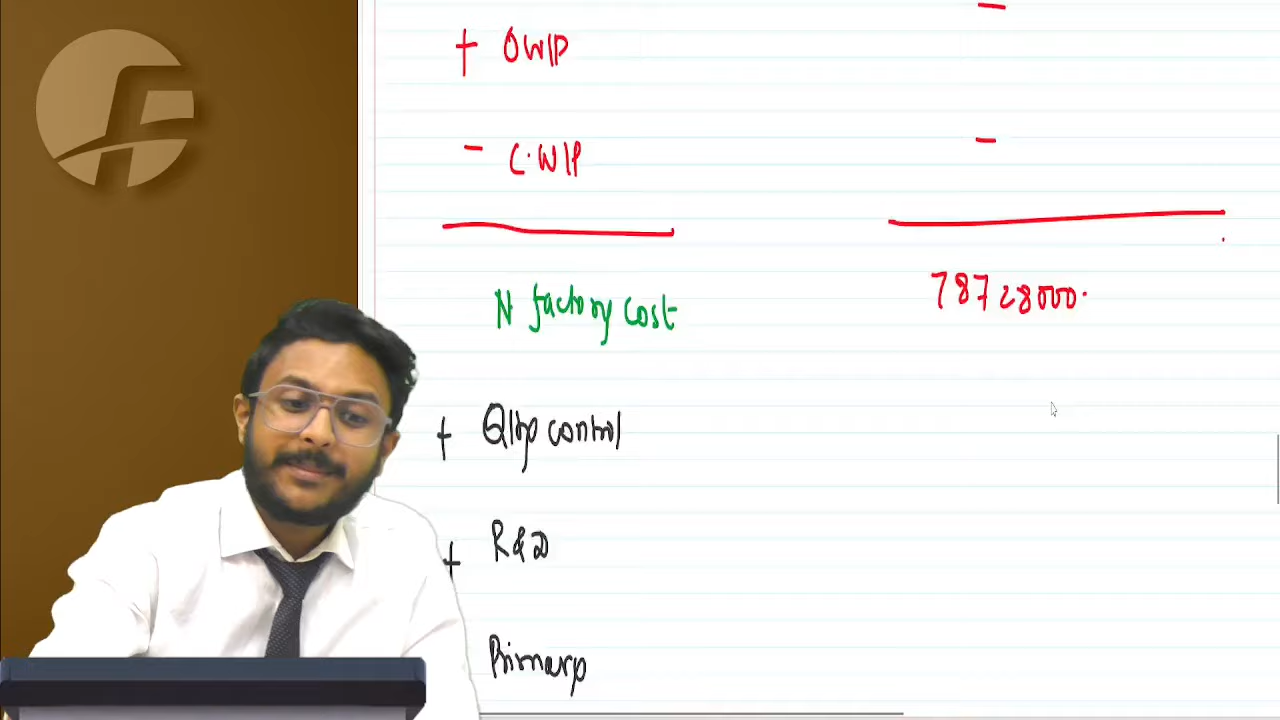 -
+ OWIP -
- C.WIP -
N factory cost 78728000.
+ Qlty control
+ R&D
Primary